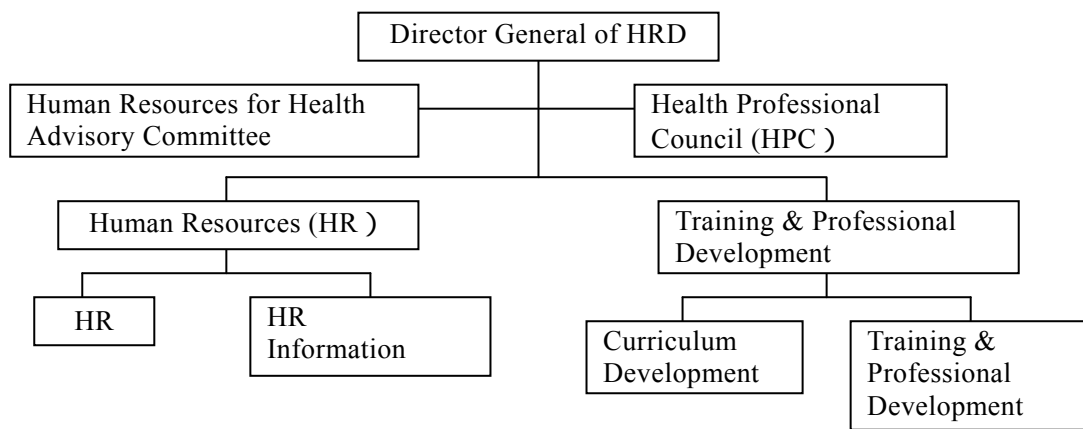 Director General of HRD
Human Resources for Health
Advisory Committee
Health Professional
Council (HPC )
Human Resources (HR )
Training & Professional
Development
HR
HR
Information
Curriculum
Development
Training &
Professional
Development